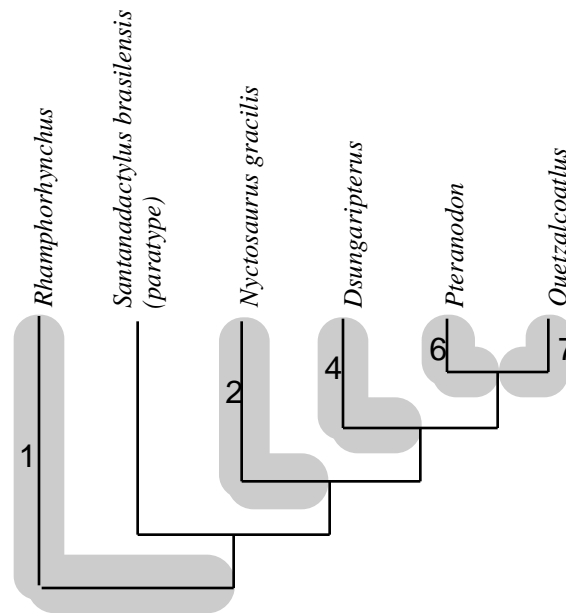 Rhamphorhynchus
Santanadactylus brasilensis
(paratype)
Nyctosaurus gracilis
Dsungaripterus
Pteranodon
Quetzalcoatlus
1
2
4
6
7